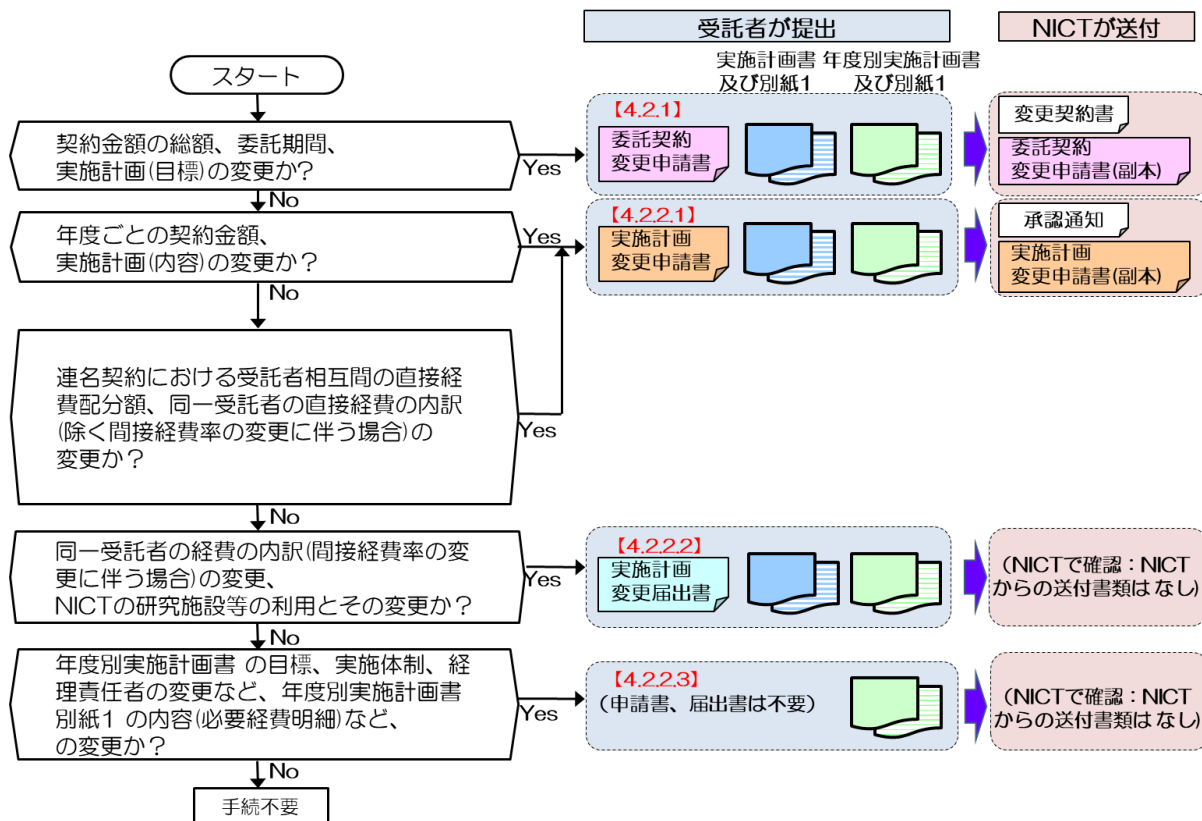 受託者が提出
NICTが送付
実施計画書
及び別紙1
年度別実施計画書
及び別紙1
スタート
契約金額の総額、委託期間、
実施計画(目標)の変更か？
Yes
No
【4.2.1】
委託契約
変更申請書
変更契約書
委託契約
変更申請書(副本)
年度ごとの契約金額、
実施計画(内容)の変更か？
Yes
No
【4.2.2.1】
実施計画
変更申請書
承認通知
実施計画
変更申請書(副本)
連名契約における受託者相互間の直接経
費配分額、同一受託者の直接経費の内訳
(除く間接経費率の変更に伴う場合)の
変更か？
Yes
No
同一受託者の経費の内訳(間接経費率の変
更に伴う場合)の変更、
NICTの研究施設等の利用とその変更か？
Yes
No
【4.2.2.2】
実施計画
変更届出書
(NICTで確認：NICT
からの送付書類は なし)
年度別実施計画書 の目標、実施体制、経
理責任者の変更など、年度別実施計画書
別紙1 の内容(必要経費明細)など、
の変更か？
Yes
No
【4.2.2.3】
(申請書、届出書は不要)
(NICTで確認：NICT
からの送付書類は なし)
手続不要